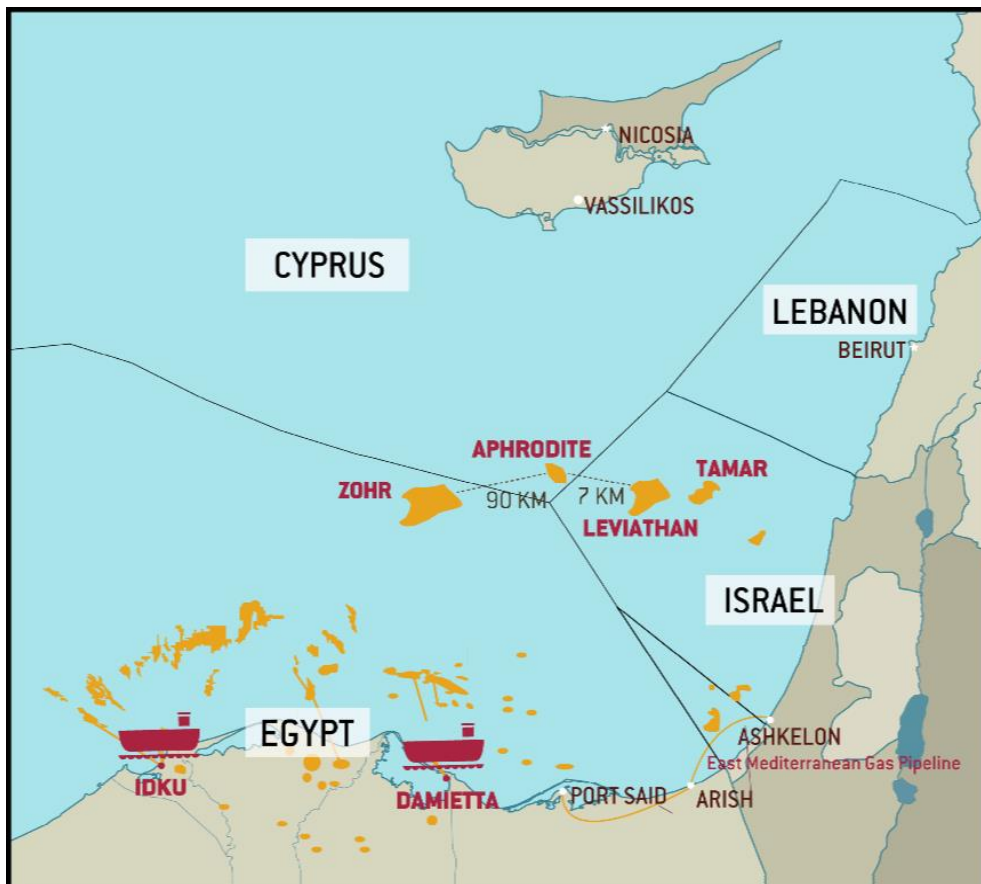 NICOSIA
VASSILIKOS
CYPRUS
LEBANON
BEIRUT
APHRODITE
ZOHR
TAMAR
90 KM
7 KM
LEVIATHAN
ISRAEL
EGYPT
ASHKELON
East Mediterranean Gas Pipeline
IDKU
DAMIETTA
PORT SAID
ARISH